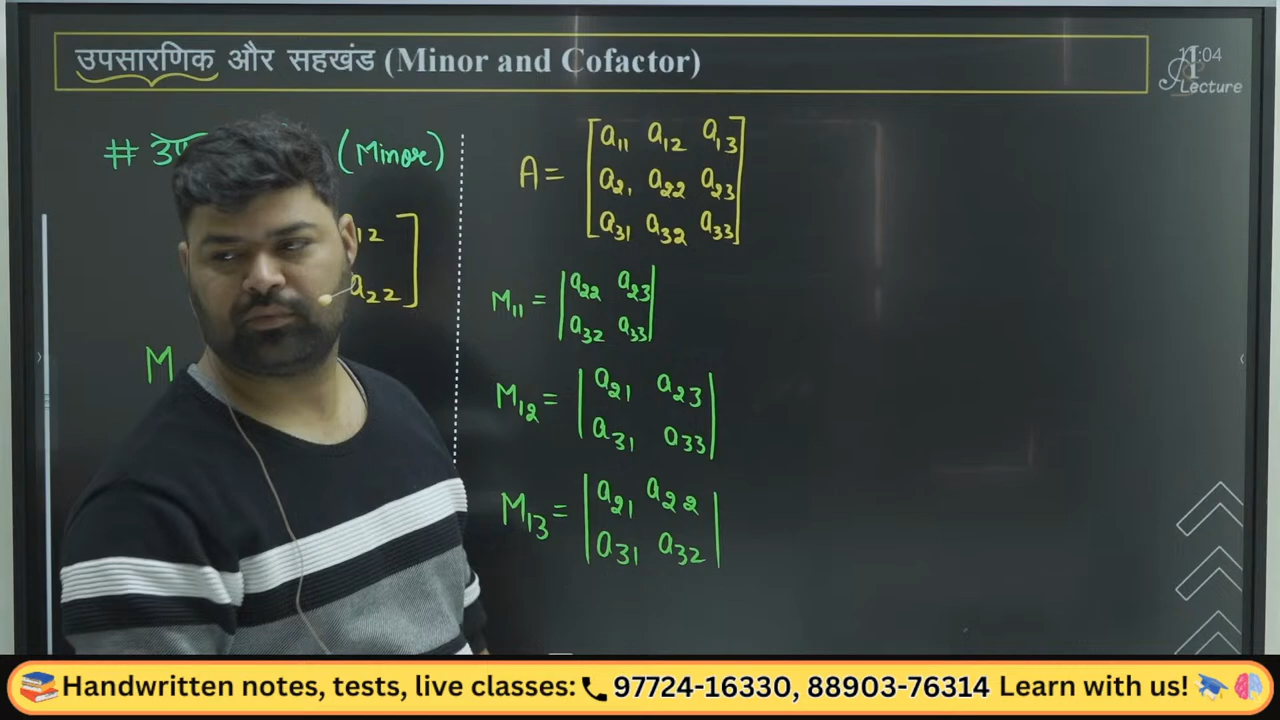 उपसारणिक और सहखंड (Minor and Cofactor)
11:04
A Lecture
# (Minor)
12
a22
M
A = [a11 a12 a13
a21 a22 a23
a31 a32 a33]
M11 = |a22 a23
a32 a33|
M12 = |a21 a23
a31 a33|
M13 = |a21 a22
a31 a32|
Handwritten notes, tests, live classes: 97724-16330, 88903-76314 Learn with us!